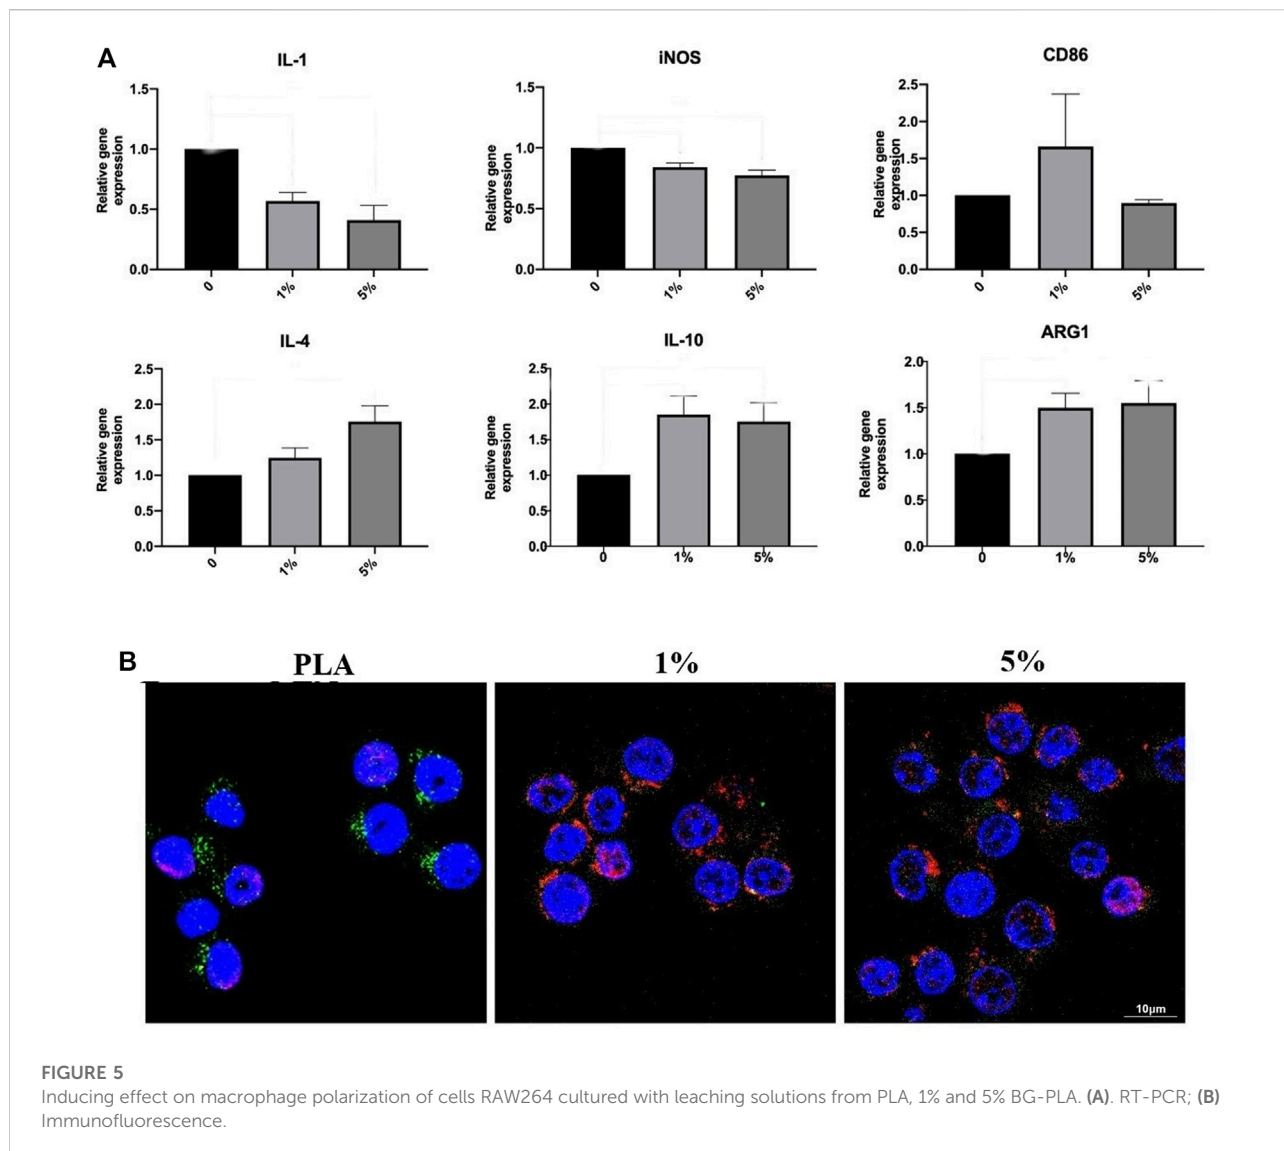 A
IL-1
Relative gene
expression
1.5
1.0
0.5
0.0
0
1%
5%
iNOS
Relative gene
expression
1.5
1.0
0.5
0.0
0
1%
5%
CD86
Relative gene
expression
2.5
2.0
1.5
1.0
0.5
0.0
0
1%
5%
IL-4
Relative gene
expression
2.5
2.0
1.5
1.0
0.5
0.0
0
1%
5%
IL-10
Relative gene
expression
2.5
2.0
1.5
1.0
0.5
0.0
0
1%
5%
ARG1
Relative gene
expression
2.0
1.5
1.0
0.5
0.0
0
1%
5%
B
PLA
1%
5%
10μm
FIGURE 5
Inducing effect on macrophage polarization of cells RAW264 cultured with leaching solutions from PLA, 1% and 5% BG-PLA. (A). RT-PCR; (B)
Immunofluorescence.